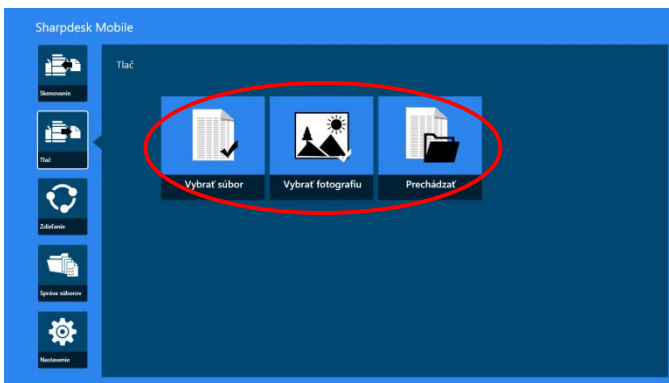 Sharpdesk Mobile
Skenovanie
Tlač
Zdieľanie
Správa súborov
Nastavenie
Tlač
Vybrať súbor
Vybrať fotografiu
Prechádzať